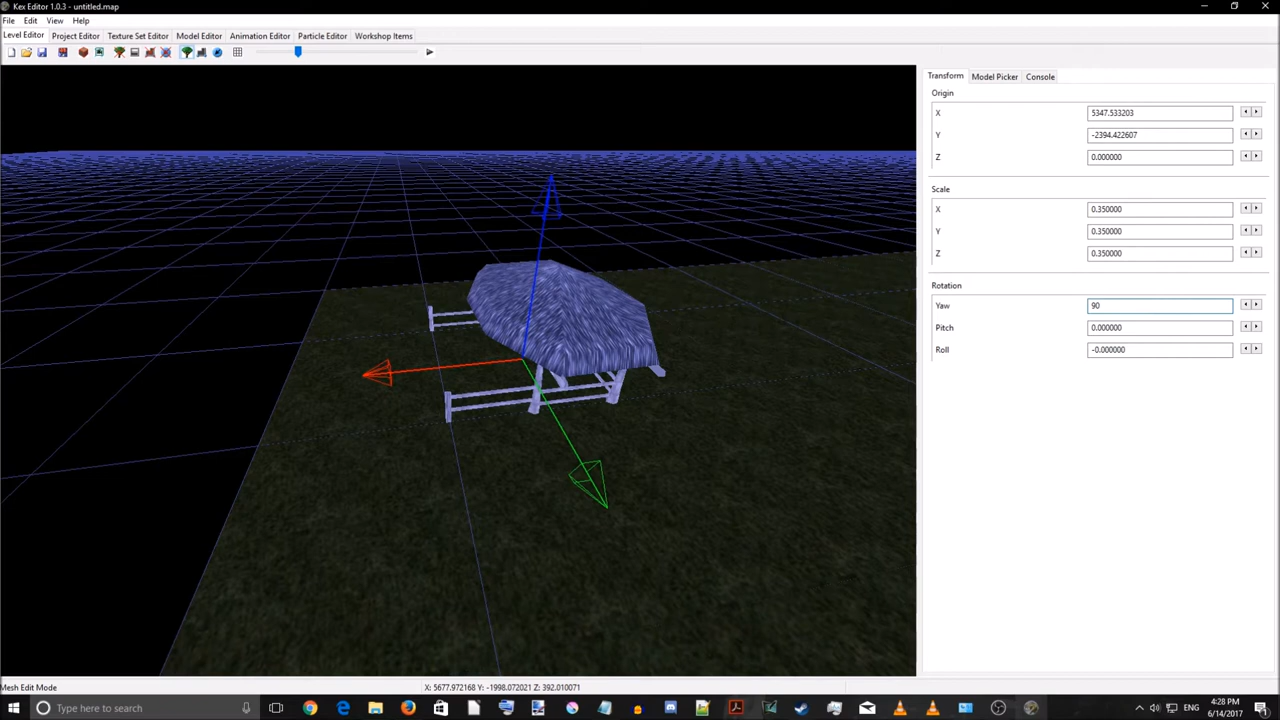 Kex Editor 1.0.3 - untitled.map
File Edit View Help
Level Editor Project Editor Texture Set Editor Model Editor Animation Editor Particle Editor Workshop Items
Transform Model Picker Console
Origin
X 5347.533203
Y -2394.422607
Z 0.000000
Scale
X 0.350000
Y 0.350000
Z 0.350000
Rotation
Yaw 90
Pitch 0.000000
Roll -0.000000
Mesh Edit Mode X: 5677.972168 Y: -1998.072021 Z: 392.010071
Type here to search
ENG
4:28 PM
6/14/2017